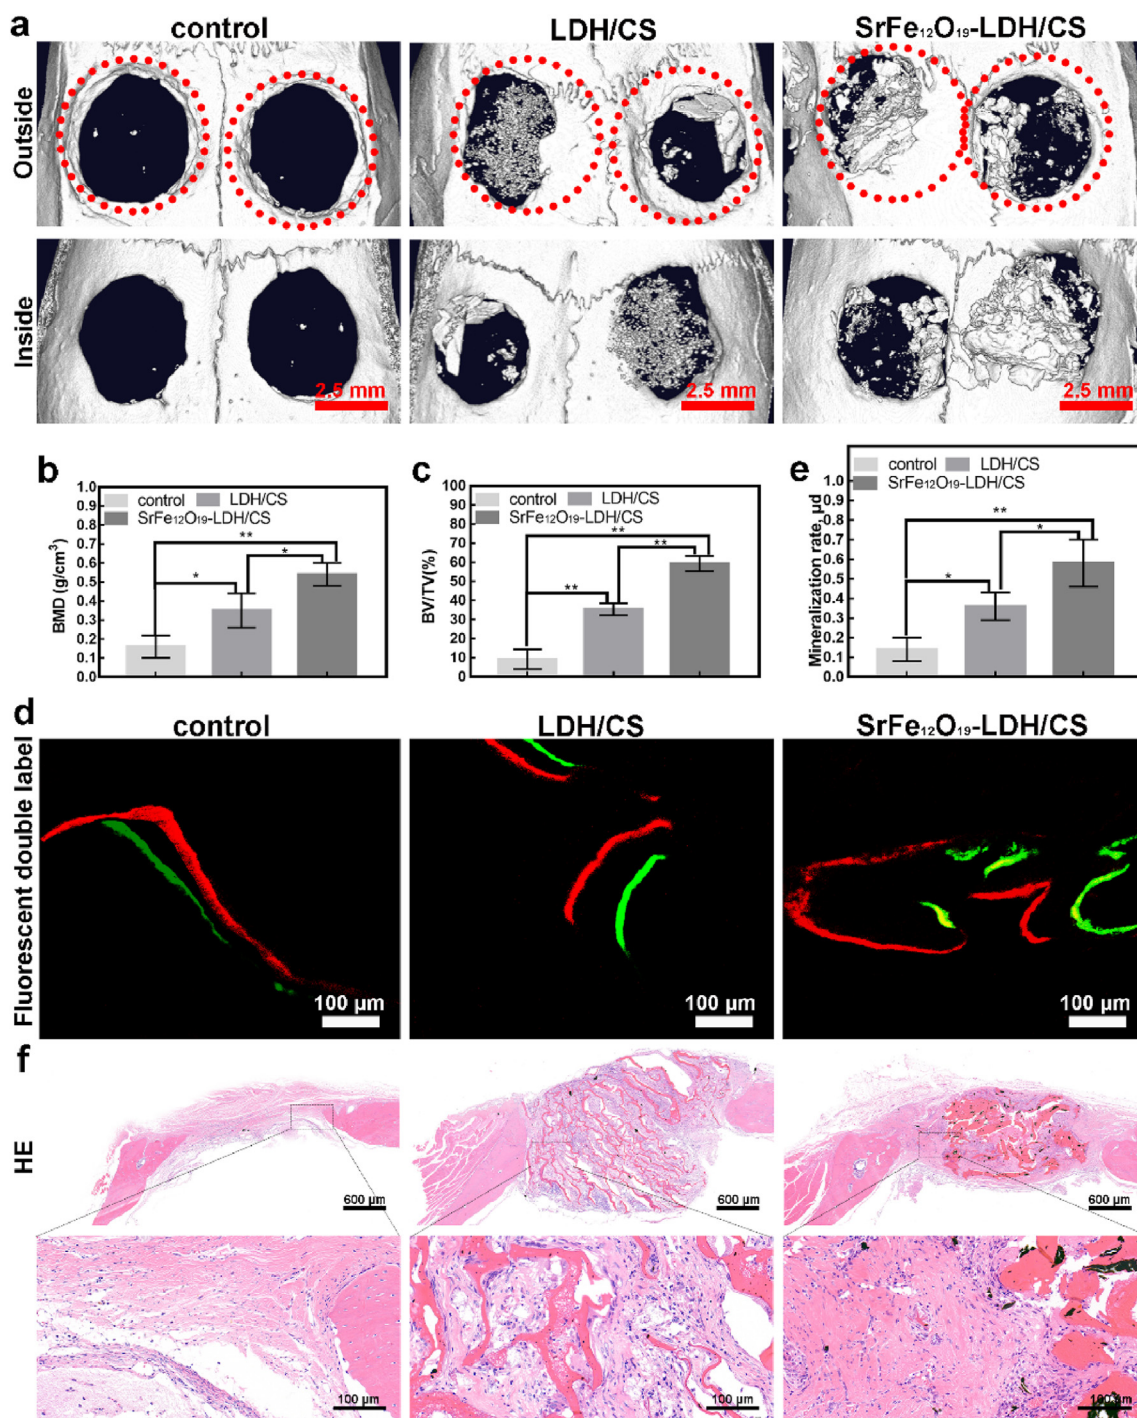 a
control
LDH/CS
SrFe₁₂O₁₉-LDH/CS
Outside
Inside
2.5 mm
2.5 mm
2.5 mm
b
control
LDH/CS
SrFe₁₂O₁₉-LDH/CS
BMD (g/cm³)
1.0
0.9
0.8
0.7
0.6
0.5
0.4
0.3
0.2
0.1
0.0
**
*
*
c
control
LDH/CS
SrFe₁₂O₁₉-LDH/CS
BV/TV(%)
100
90
80
70
60
50
40
30
20
10
0
**
**
**
e
control
LDH/CS
SrFe₁₂O₁₉-LDH/CS
Mineralization rate, μd
1.0
0.9
0.8
0.7
0.6
0.5
0.4
0.3
0.2
0.1
0.0
**
*
*
d
control
LDH/CS
SrFe₁₂O₁₉-LDH/CS
Fluorescent double label
100 μm
100 μm
100 μm
f
HE
600 μm
600 μm
600 μm
100 μm
100 μm
100 μm